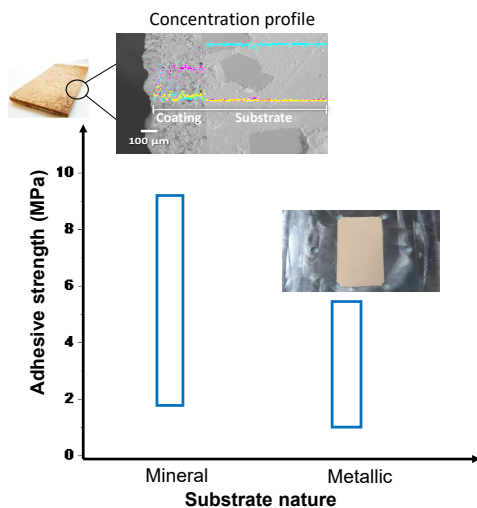 Concentration profile
Coating
Substrate
100 µm
Adhesive strength (MPa)
10
8
6
4
2
0
Mineral
Metallic
Substrate nature